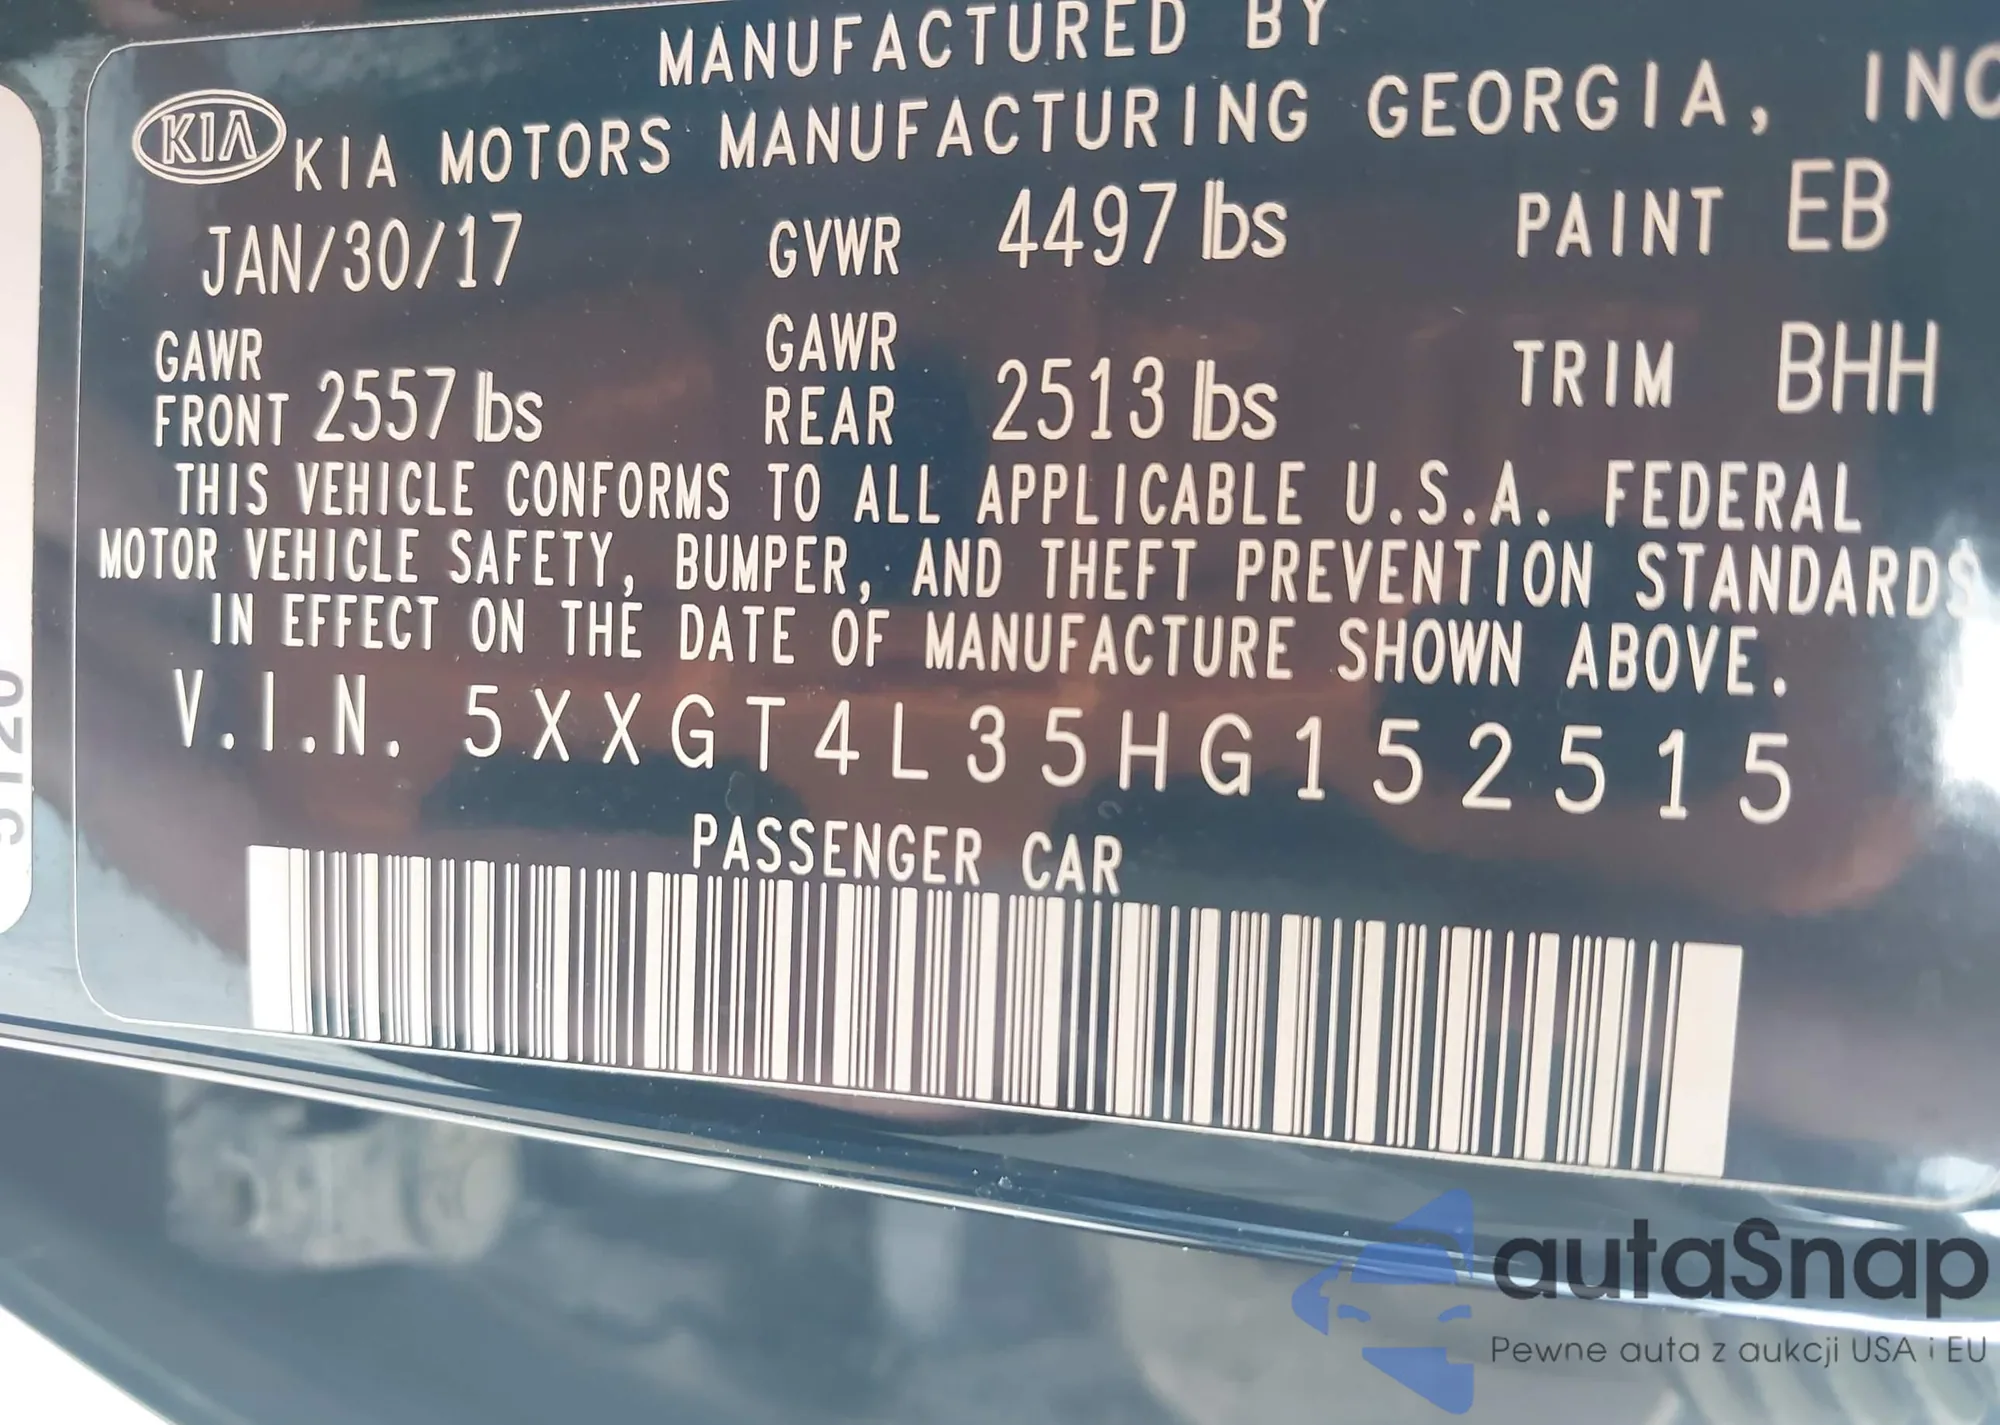 MANUFACTURED BY
KIA KIA MOTORS MANUFACTURING GEORGIA, INC
JAN/30/17 GVWR 4497 lbs PAINT EB
GAWR FRONT 2557 lbs GAWR REAR 2513 lbs TRIM BHH
THIS VEHICLE CONFORMS TO ALL APPLICABLE U.S.A. FEDERAL
MOTOR VEHICLE SAFETY, BUMPER, AND THEFT PREVENTION STANDARDS
IN EFFECT ON THE DATE OF MANUFACTURE SHOWN ABOVE.
V.I.N. 5XXGT4L35HG152515
PASSENGER CAR
autaSnap
Pewne auta z aukcji USA i EU